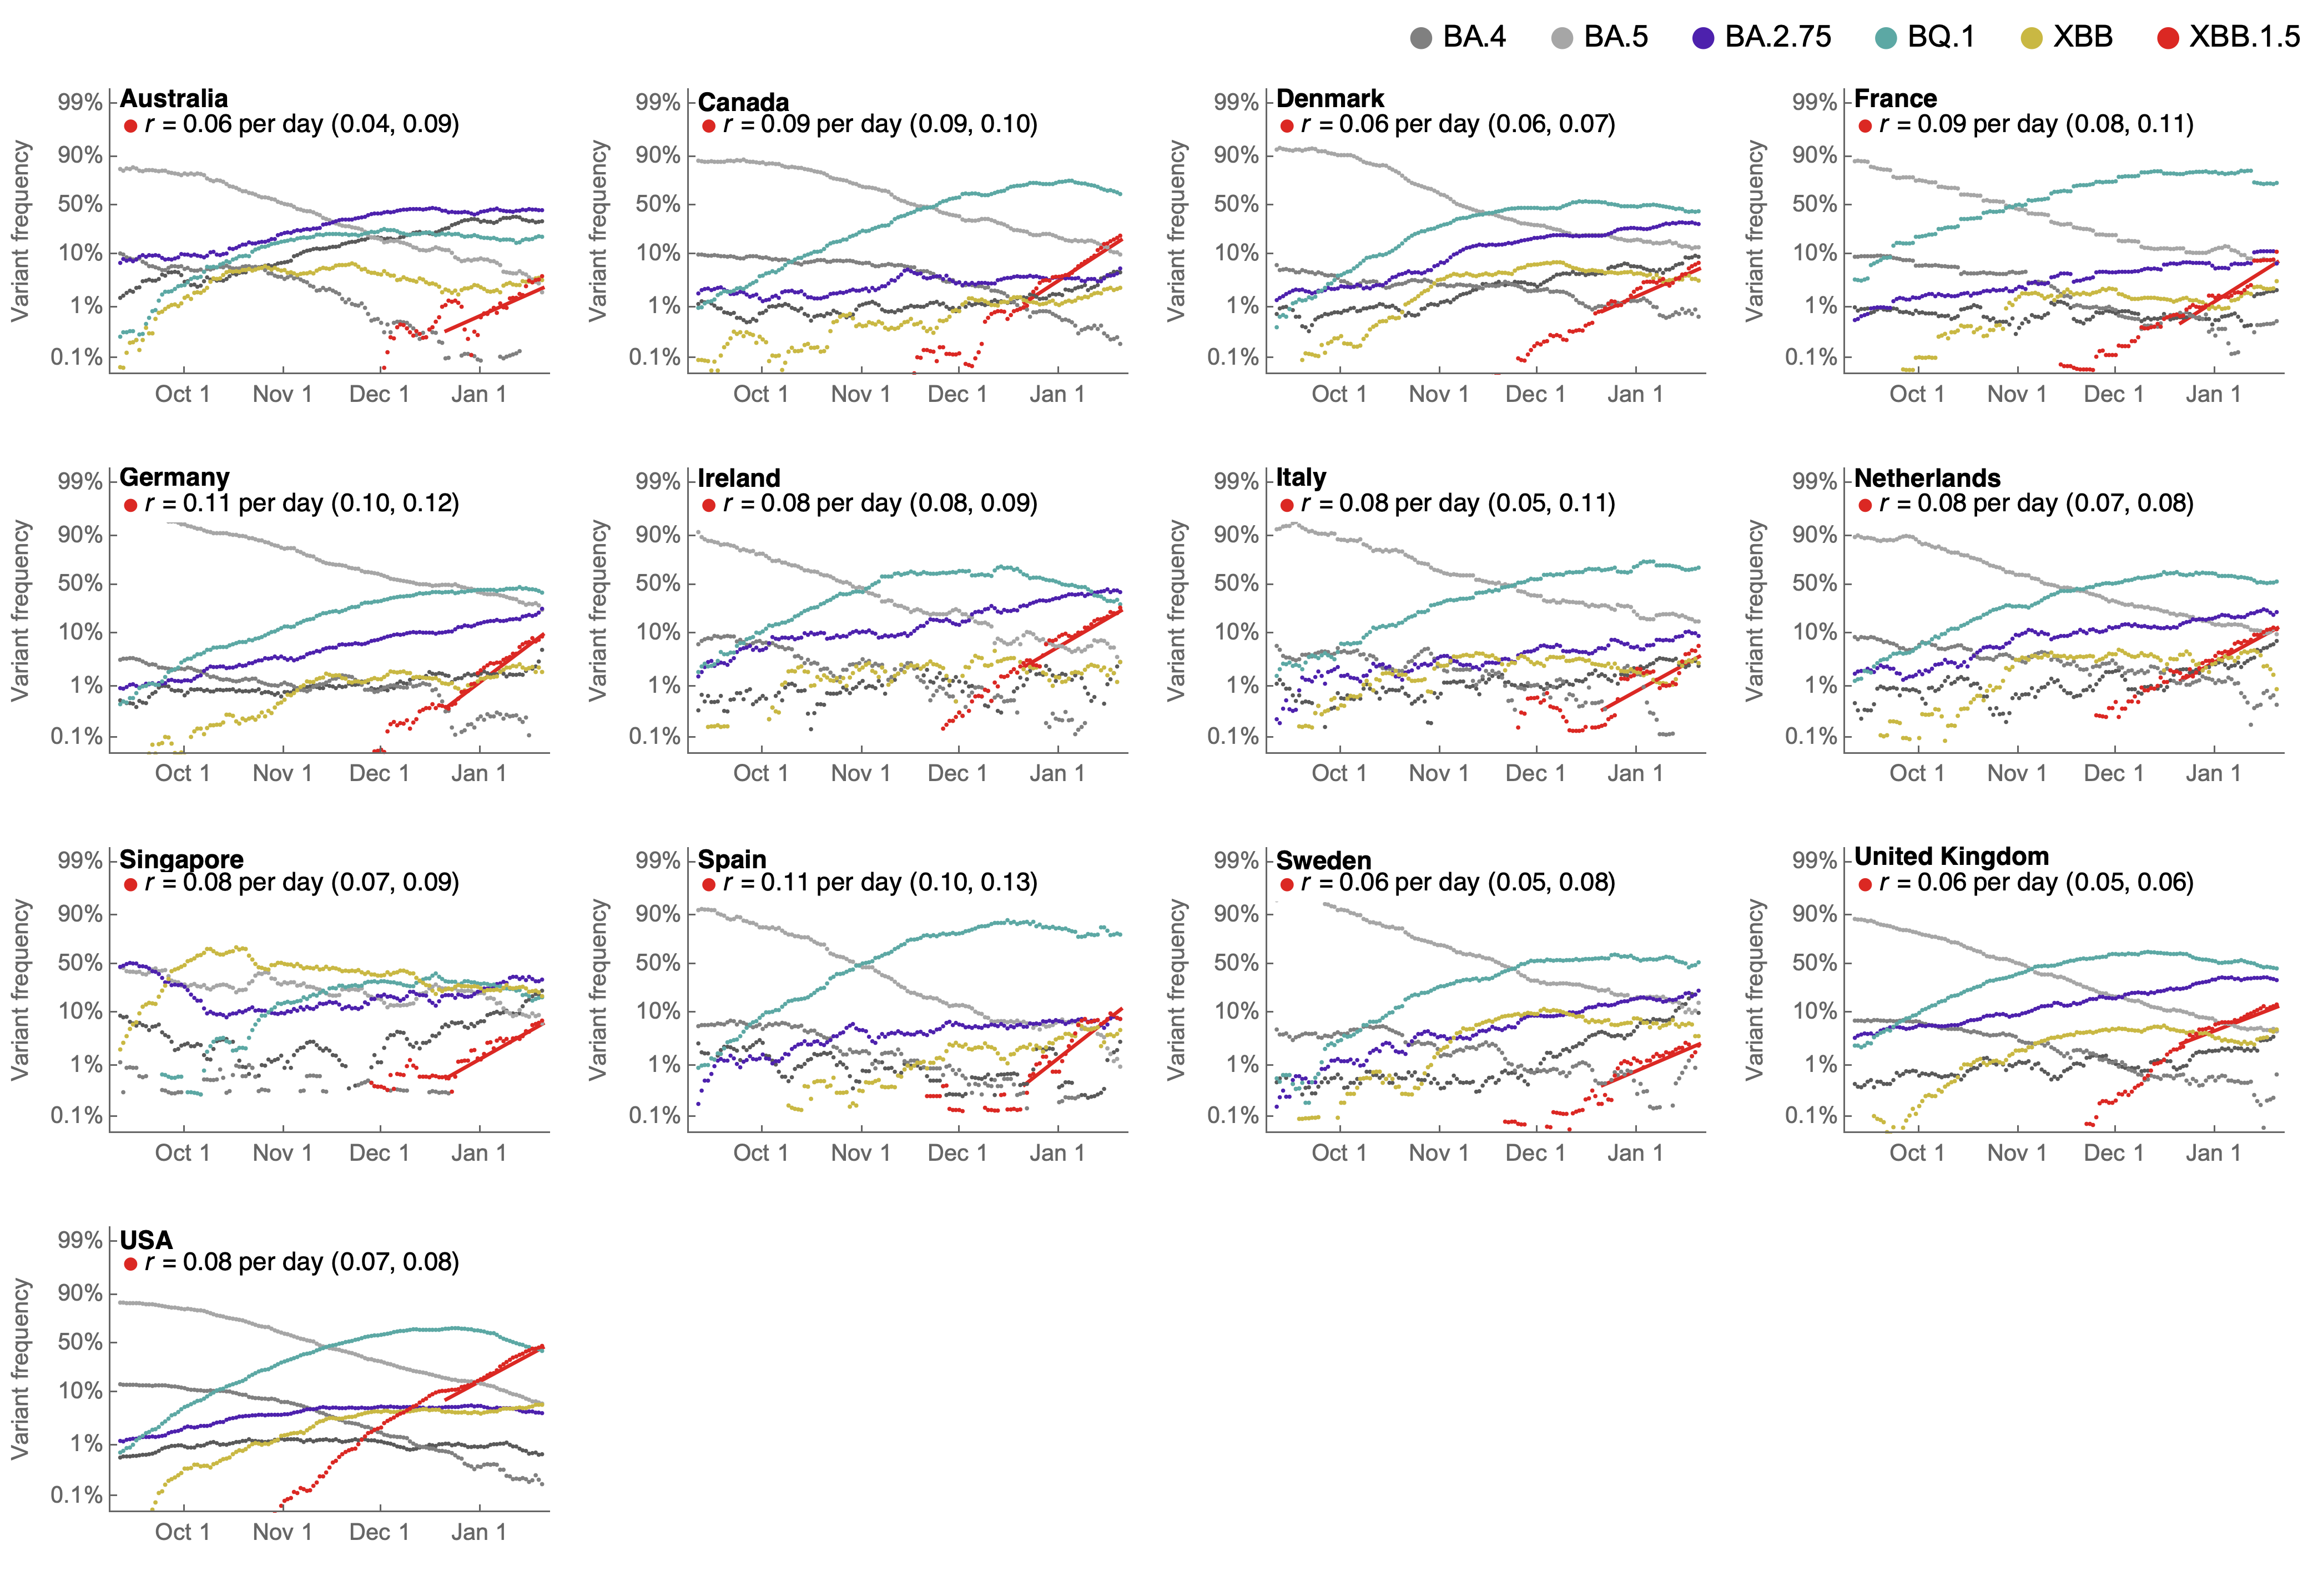 BA.4 BA.5 BA.2.75 BQ.1 XBB XBB.1.5
Australia
r = 0.06 per day (0.04, 0.09)
Variant frequency
99%
90%
50%
10%
1%
0.1%
Oct 1 Nov 1 Dec 1 Jan 1
Canada
r = 0.09 per day (0.09, 0.10)
Variant frequency
99%
90%
50%
10%
1%
0.1%
Oct 1 Nov 1 Dec 1 Jan 1
Denmark
r = 0.06 per day (0.06, 0.07)
Variant frequency
99%
90%
50%
10%
1%
0.1%
Oct 1 Nov 1 Dec 1 Jan 1
France
r = 0.09 per day (0.08, 0.11)
Variant frequency
99%
90%
50%
10%
1%
0.1%
Oct 1 Nov 1 Dec 1 Jan 1
Germany
r = 0.11 per day (0.10, 0.12)
Variant frequency
99%
90%
50%
10%
1%
0.1%
Oct 1 Nov 1 Dec 1 Jan 1
Ireland
r = 0.08 per day (0.08, 0.09)
Variant frequency
99%
90%
50%
10%
1%
0.1%
Oct 1 Nov 1 Dec 1 Jan 1
Italy
r = 0.08 per day (0.05, 0.11)
Variant frequency
99%
90%
50%
10%
1%
0.1%
Oct 1 Nov 1 Dec 1 Jan 1
Netherlands
r = 0.08 per day (0.07, 0.08)
Variant frequency
99%
90%
50%
10%
1%
0.1%
Oct 1 Nov 1 Dec 1 Jan 1
Singapore
r = 0.08 per day (0.07, 0.09)
Variant frequency
99%
90%
50%
10%
1%
0.1%
Oct 1 Nov 1 Dec 1 Jan 1
Spain
r = 0.11 per day (0.10, 0.13)
Variant frequency
99%
90%
50%
10%
1%
0.1%
Oct 1 Nov 1 Dec 1 Jan 1
Sweden
r = 0.06 per day (0.05, 0.08)
Variant frequency
99%
90%
50%
10%
1%
0.1%
Oct 1 Nov 1 Dec 1 Jan 1
United Kingdom
r = 0.06 per day (0.05, 0.06)
Variant frequency
99%
90%
50%
10%
1%
0.1%
Oct 1 Nov 1 Dec 1 Jan 1
USA
r = 0.08 per day (0.07, 0.08)
Variant frequency
99%
90%
50%
10%
1%
0.1%
Oct 1 Nov 1 Dec 1 Jan 1